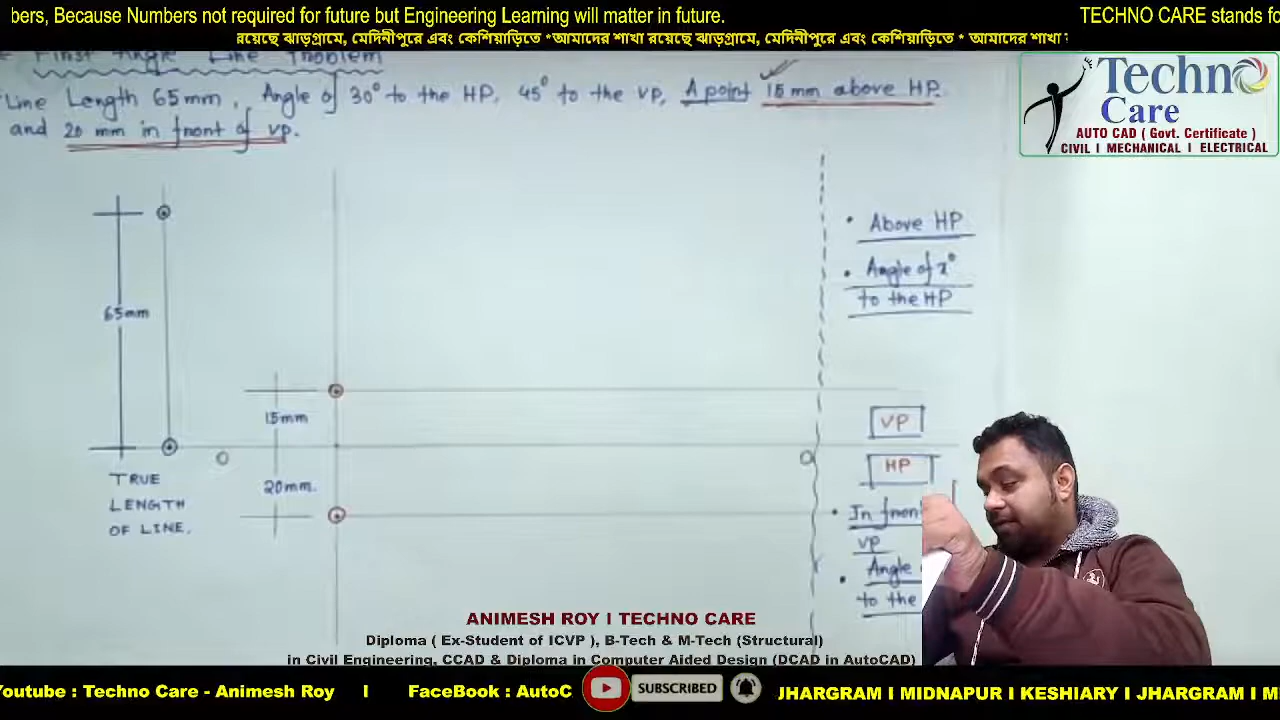 bers, Because Numbers not required for future but Engineering Learning will matter in future.
TECHNO CARE stands fo
রয়েছে ঝাড়গ্রামে, মেদিনীপুরে এবং কেশিয়াড়িতে *আমাদের শাখা রয়েছে ঝাড়গ্রামে, মেদিনীপুরে এবং কেশিয়াড়িতে * আমাদের শাখা
First Angle Line Problem
Line Length 65mm, Angle of 30° to the HP, 45° to the VP, A point 15 mm above HP.
and 20 mm in front of vp.
Techno
Care
AUTO CAD ( Govt. Certificate )
CIVIL I MECHANICAL I ELECTRICAL
• Above HP
• Angle of x°
to the HP
65mm
15mm
VP
HP
O
O
20mm.
TRUE
LENGTH
OF LINE.
• In front
VP
• Angle
to the
ANIMESH ROY I TECHNO CARE
Diploma ( Ex-Student of ICVP ), B-Tech & M-Tech (Structural)
in Civil Engineering, CCAD & Diploma in Computer Aided Design (DCAD in AutoCAD)
Youtube : Techno Care - Animesh Roy I FaceBook : AutoC
SUBSCRIBED
JHARGRAM I MIDNAPUR I KESHIARY I JHARGRAM I M